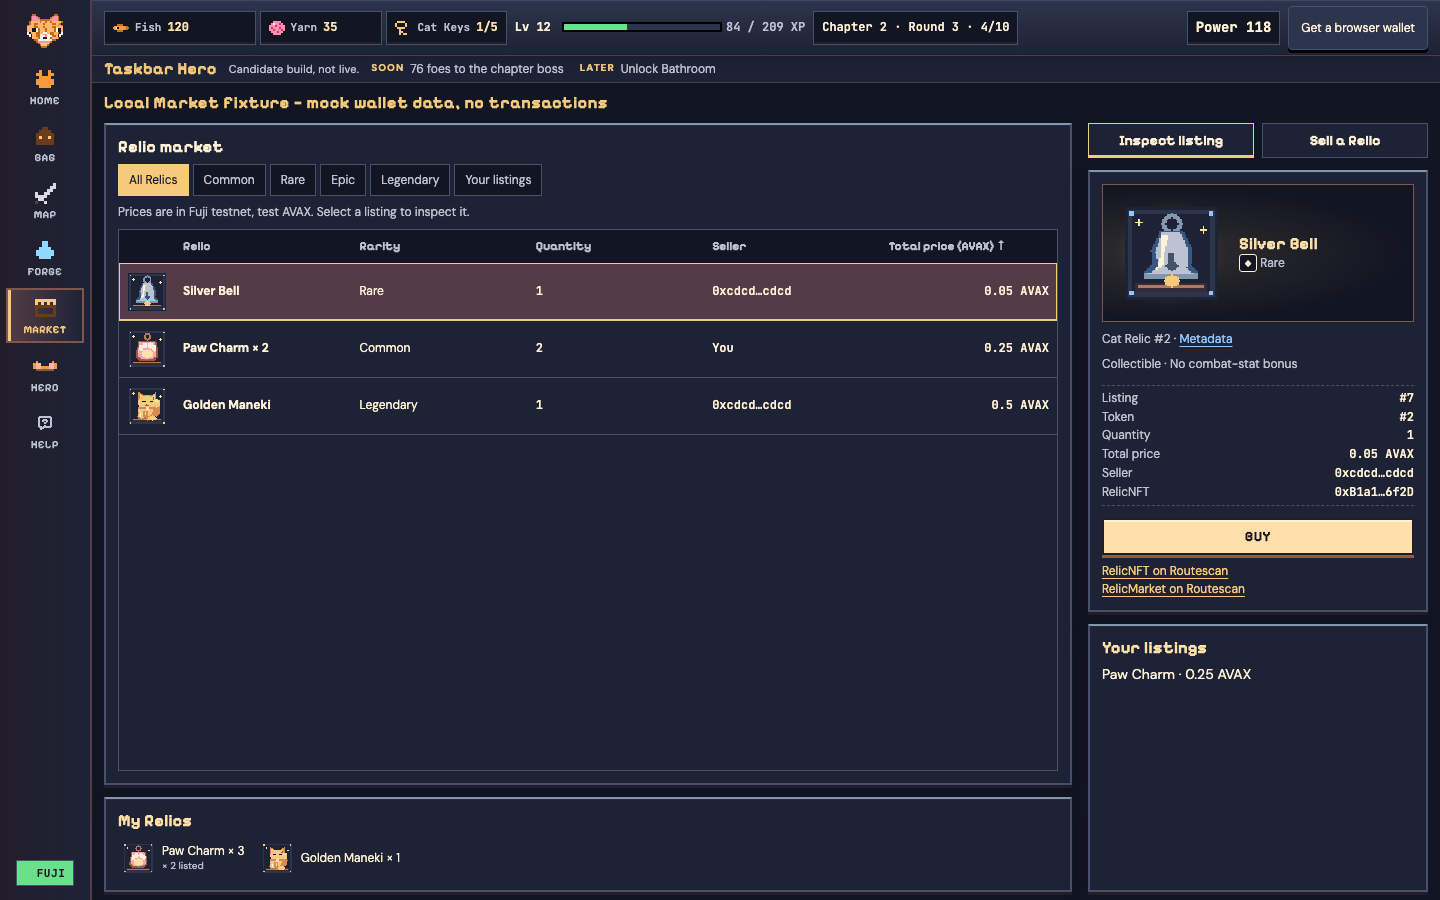 Fish 120
Yarn 35
Cat Keys 1/5
Lv 12
84 / 209 XP
Chapter 2 · Round 3 · 4/10
Power 118
Get a browser wallet
Taskbar Hero
Candidate build, not live.
SOON 76 foes to the chapter boss
LATER Unlock Bathroom
HOME
BAG
MAP
FORGE
MARKET
HERO
HELP
FUJI
Local Market Fixture - mock wallet data, no transactions
Relic market
All Relics
Common
Rare
Epic
Legendary
Your listings
Prices are in Fuji testnet, test AVAX. Select a listing to inspect it.
Relic Rarity Quantity Seller Total price (AVAX) ↑
Silver Bell Rare 1 0xcdcd…cdcd 0.05 AVAX
Paw Charm × 2 Common 2 You 0.25 AVAX
Golden Maneki Legendary 1 0xcdcd…cdcd 0.5 AVAX
My Relics
Paw Charm × 3
× 2 listed
Golden Maneki × 1
Inspect listing
Sell a Relic
Silver Bell
Rare
Cat Relic #2 · Metadata
Collectible · No combat-stat bonus
Listing #7
Token #2
Quantity 1
Total price 0.05 AVAX
Seller 0xcdcd…cdcd
RelicNFT 0xB1a1…6f2D
BUY
RelicNFT on Routescan
RelicMarket on Routescan
Your listings
Paw Charm · 0.25 AVAX